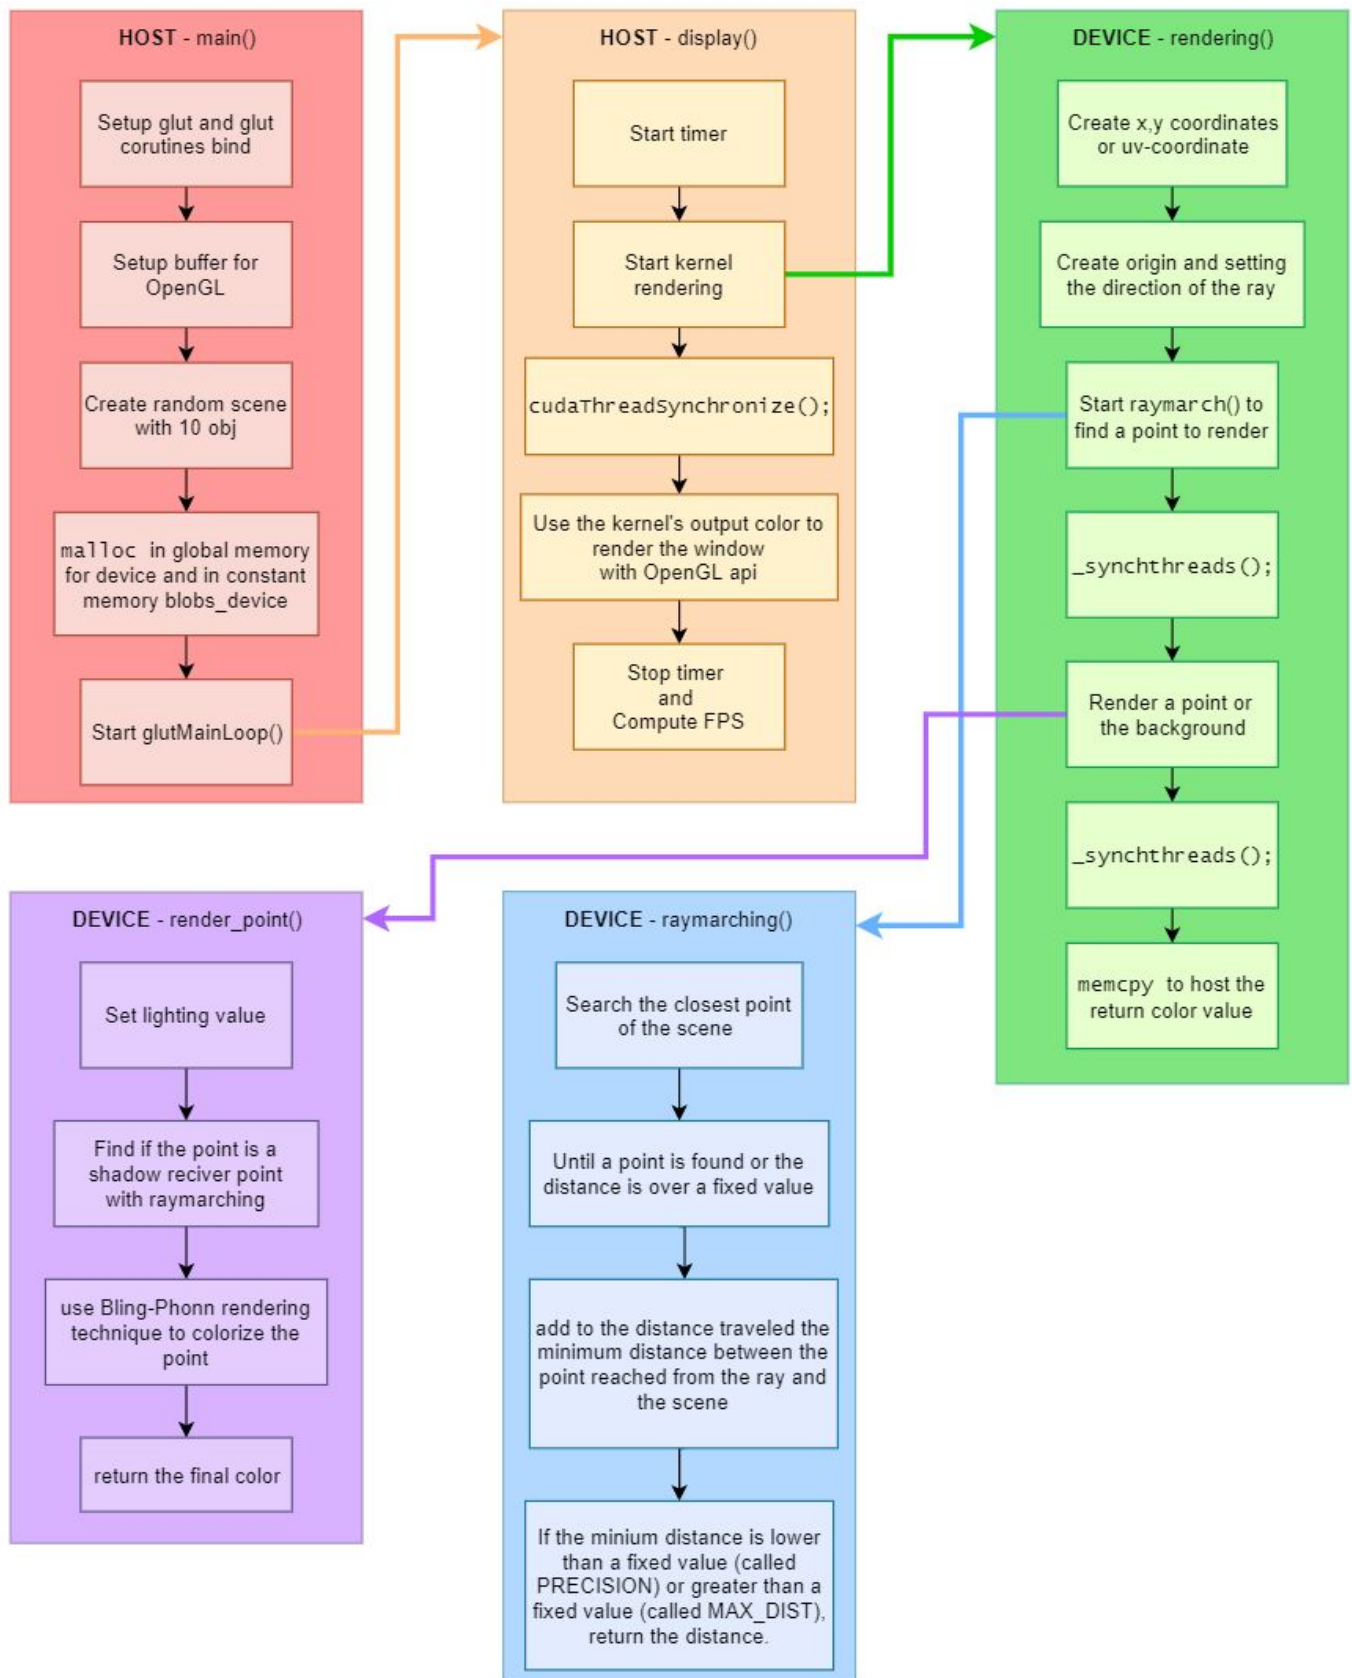 HOST - main()
Setup glut and glut
corutines bind
Setup buffer for
OpenGL
Create random scene
with 10 obj
malloc in global memory
for device and in constant
memory blobs_device
Start glutMainLoop()
HOST - display()
Start timer
Start kernel
rendering
cudaThreadSynchronize();
Use the kernel's output color to
render the window
with OpenGL api
Stop timer
and
Compute FPS
DEVICE - rendering()
Create x,y coordinates
or uv-coordinate
Create origin and setting
the direction of the ray
Start raymarch() to
find a point to render
_synchthreads();
Render a point or
the background
_synchthreads();
memcpy to host the
return color value
DEVICE - render_point()
Set lighting value
Find if the point is a
shadow reciver point
with raymarching
use Bling-Phonn rendering
technique to colorize the
point
return the final color
DEVICE - raymarching()
Search the closest point
of the scene
Until a point is found or the
distance is over a fixed value
add to the distance traveled the
minimum distance between the
point reached from the ray and
the scene
If the minium distance is lower
than a fixed value (called
PRECISION) or greater than a
fixed value (called MAX_DIST),
return the distance.